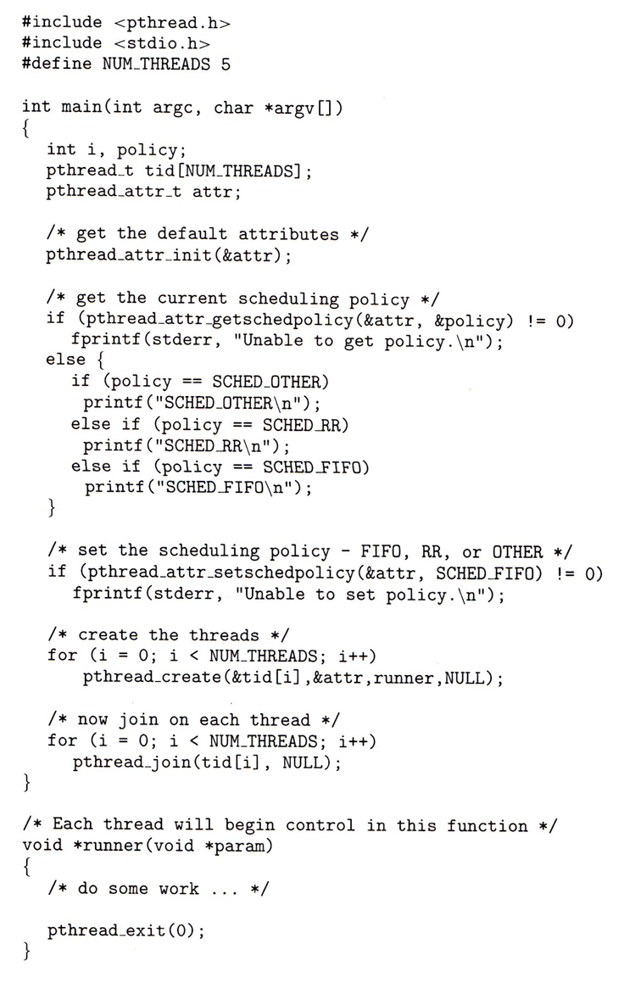 #include <pthread.h>
#include <stdio.h>
#define NUM_THREADS 5

int main(int argc, char *argv[])
{
   int i, policy;
   pthread_t tid[NUM_THREADS];
   pthread_attr_t attr;

   /* get the default attributes */
   pthread_attr_init(&attr);

   /* get the current scheduling policy */
   if (pthread_attr_getschedpolicy(&attr, &policy) != 0)
      fprintf(stderr, "Unable to get policy.\n");
   else {
      if (policy == SCHED_OTHER)
       printf("SCHED_OTHER\n");
      else if (policy == SCHED_RR)
       printf("SCHED_RR\n");
      else if (policy == SCHED_FIFO)
       printf("SCHED_FIFO\n");
   }

   /* set the scheduling policy - FIFO, RR, or OTHER */
   if (pthread_attr_setschedpolicy(&attr, SCHED_FIFO) != 0)
      fprintf(stderr, "Unable to set policy.\n");

   /* create the threads */
   for (i = 0; i < NUM_THREADS; i++)
       pthread_create(&tid[i],&attr,runner,NULL);

   /* now join on each thread */
   for (i = 0; i < NUM_THREADS; i++)
      pthread_join(tid[i], NULL);
}

/* Each thread will begin control in this function */
void *runner(void *param)
{
   /* do some work ... */

   pthread_exit(0);
}